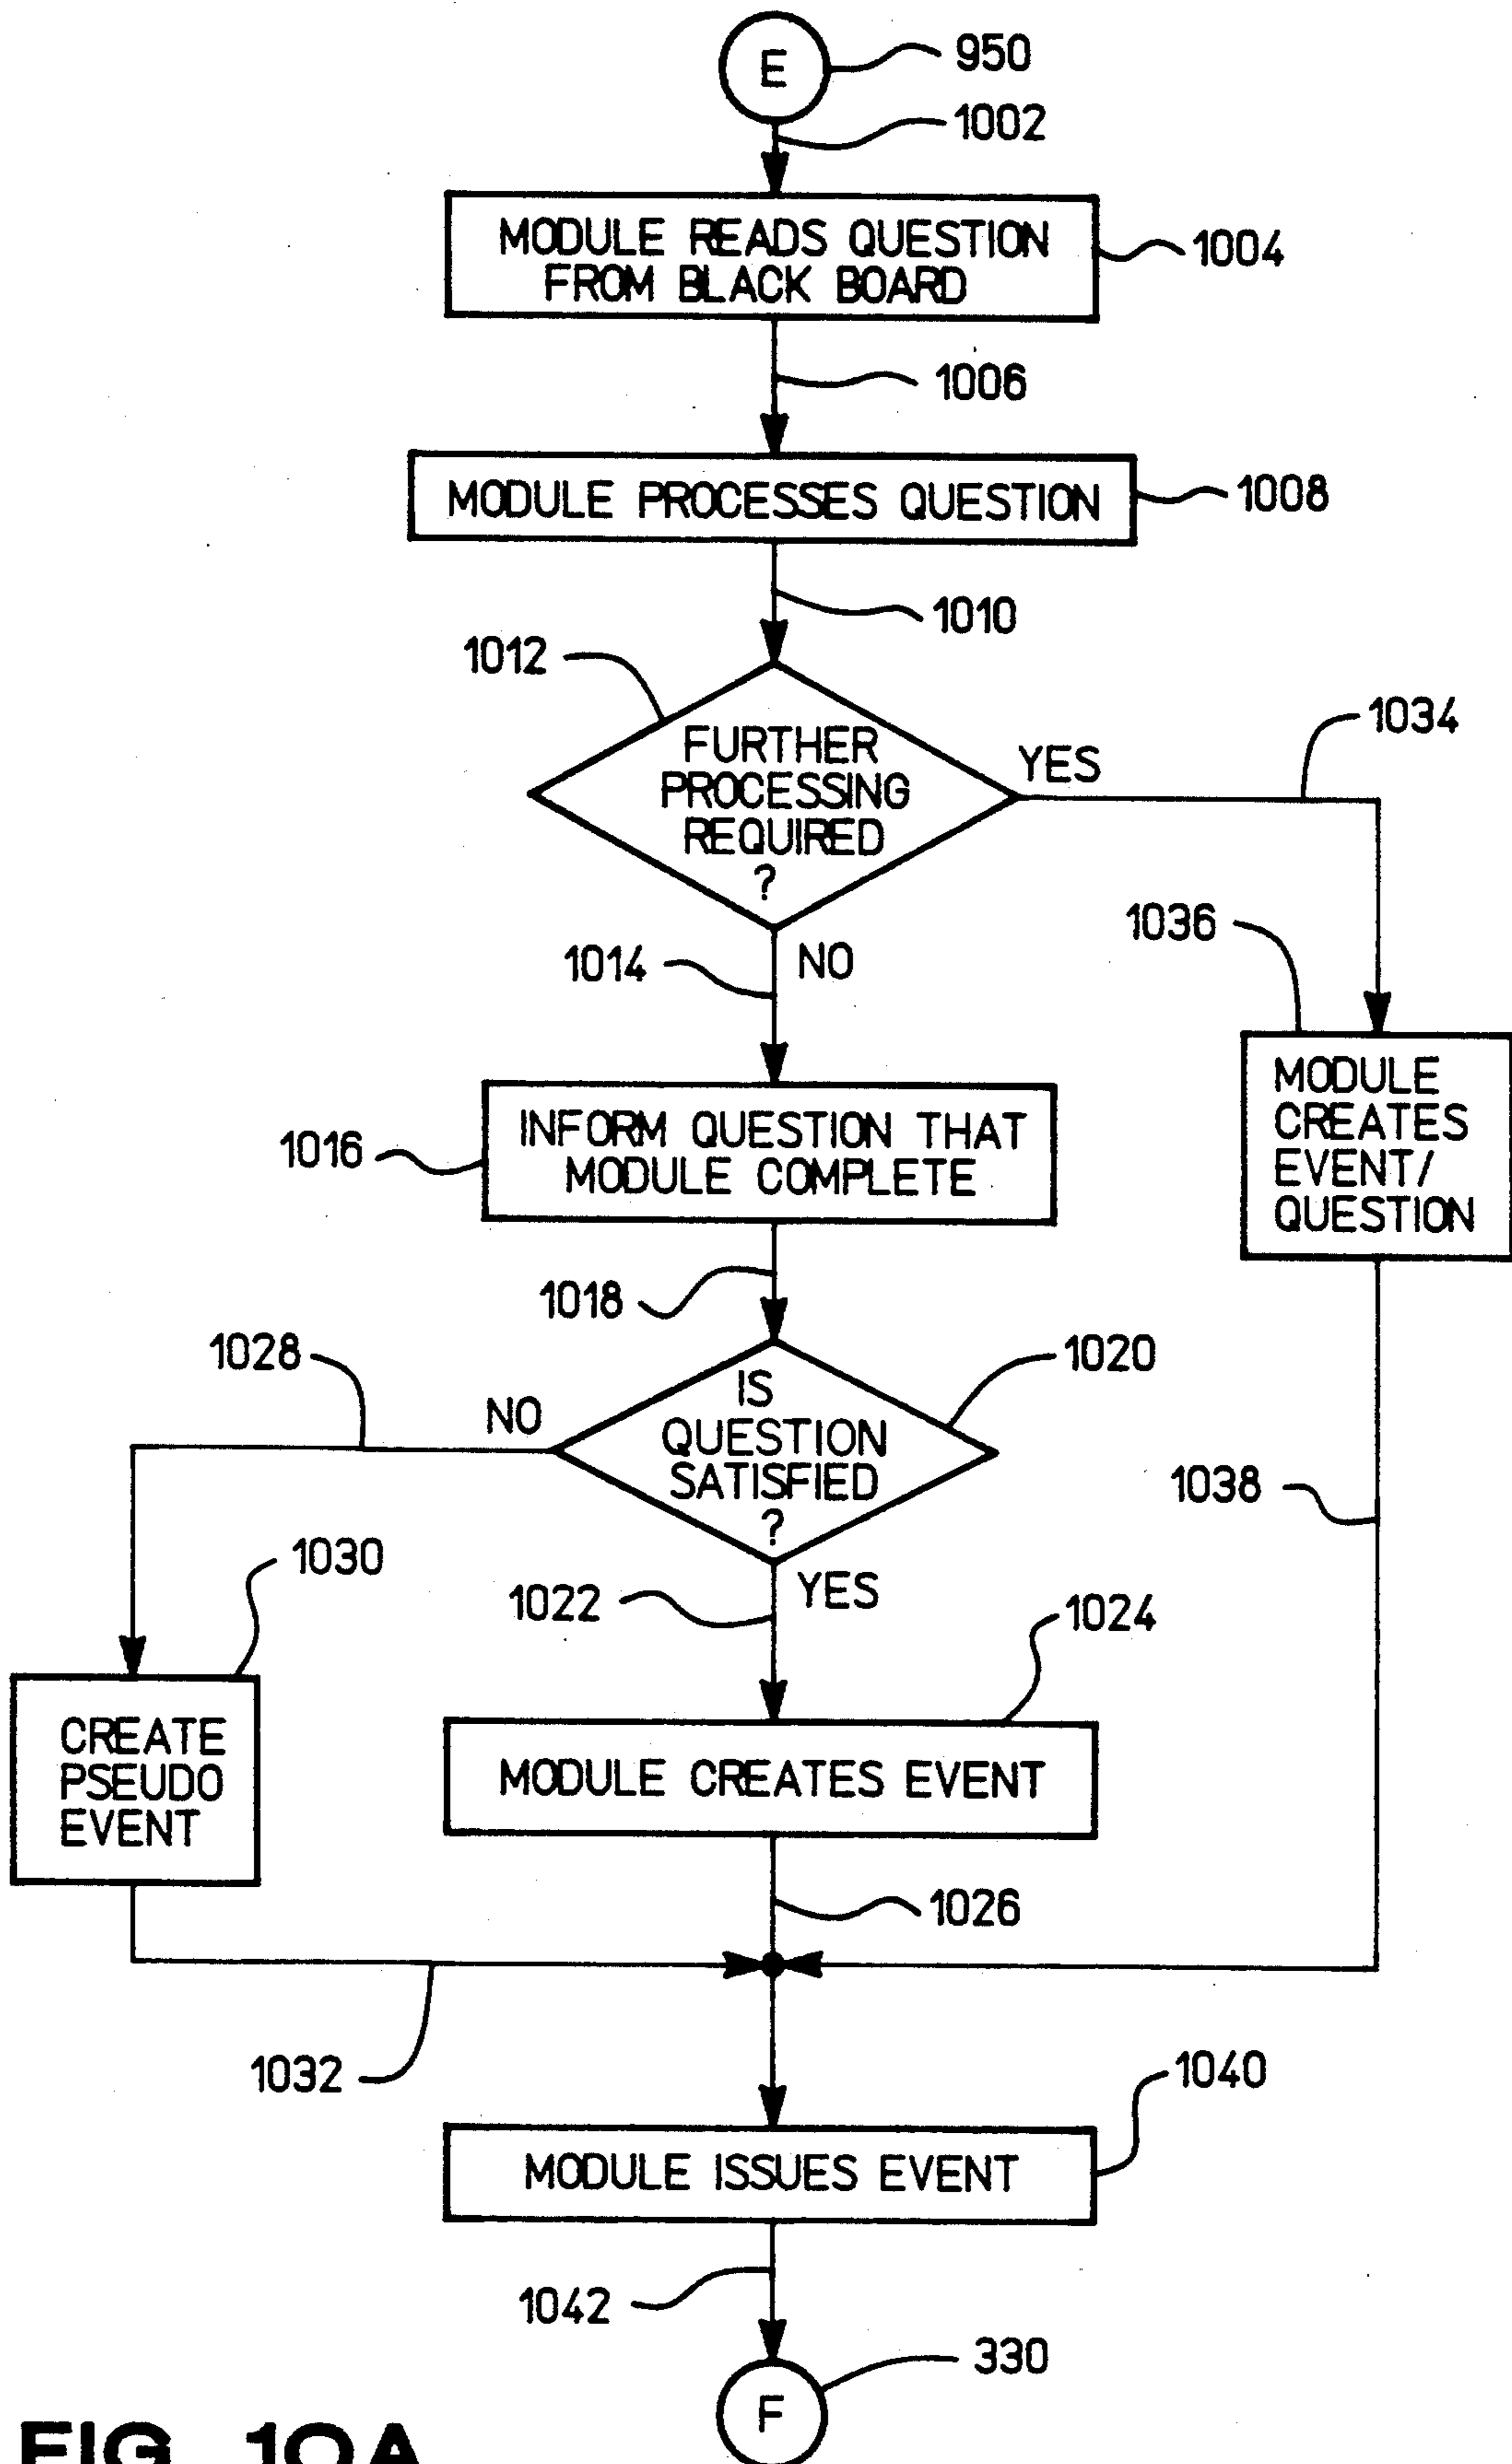 E
950
1002
MODULE READS QUESTION
FROM BLACK BOARD
1004
1006
MODULE PROCESSES QUESTION
1008
1010
1012
FURTHER
PROCESSING
REQUIRED
?
YES
1034
1036
1014
NO
MODULE
CREATES
EVENT/
QUESTION
INFORM QUESTION THAT
MODULE COMPLETE
1016
1018
1028
NO
IS
QUESTION
SATISFIED
?
1020
1038
1030
1022
YES
1024
CREATE
PSEUDO
EVENT
MODULE CREATES EVENT
1026
1032
1040
MODULE ISSUES EVENT
1042
330
F
FIG. 10A